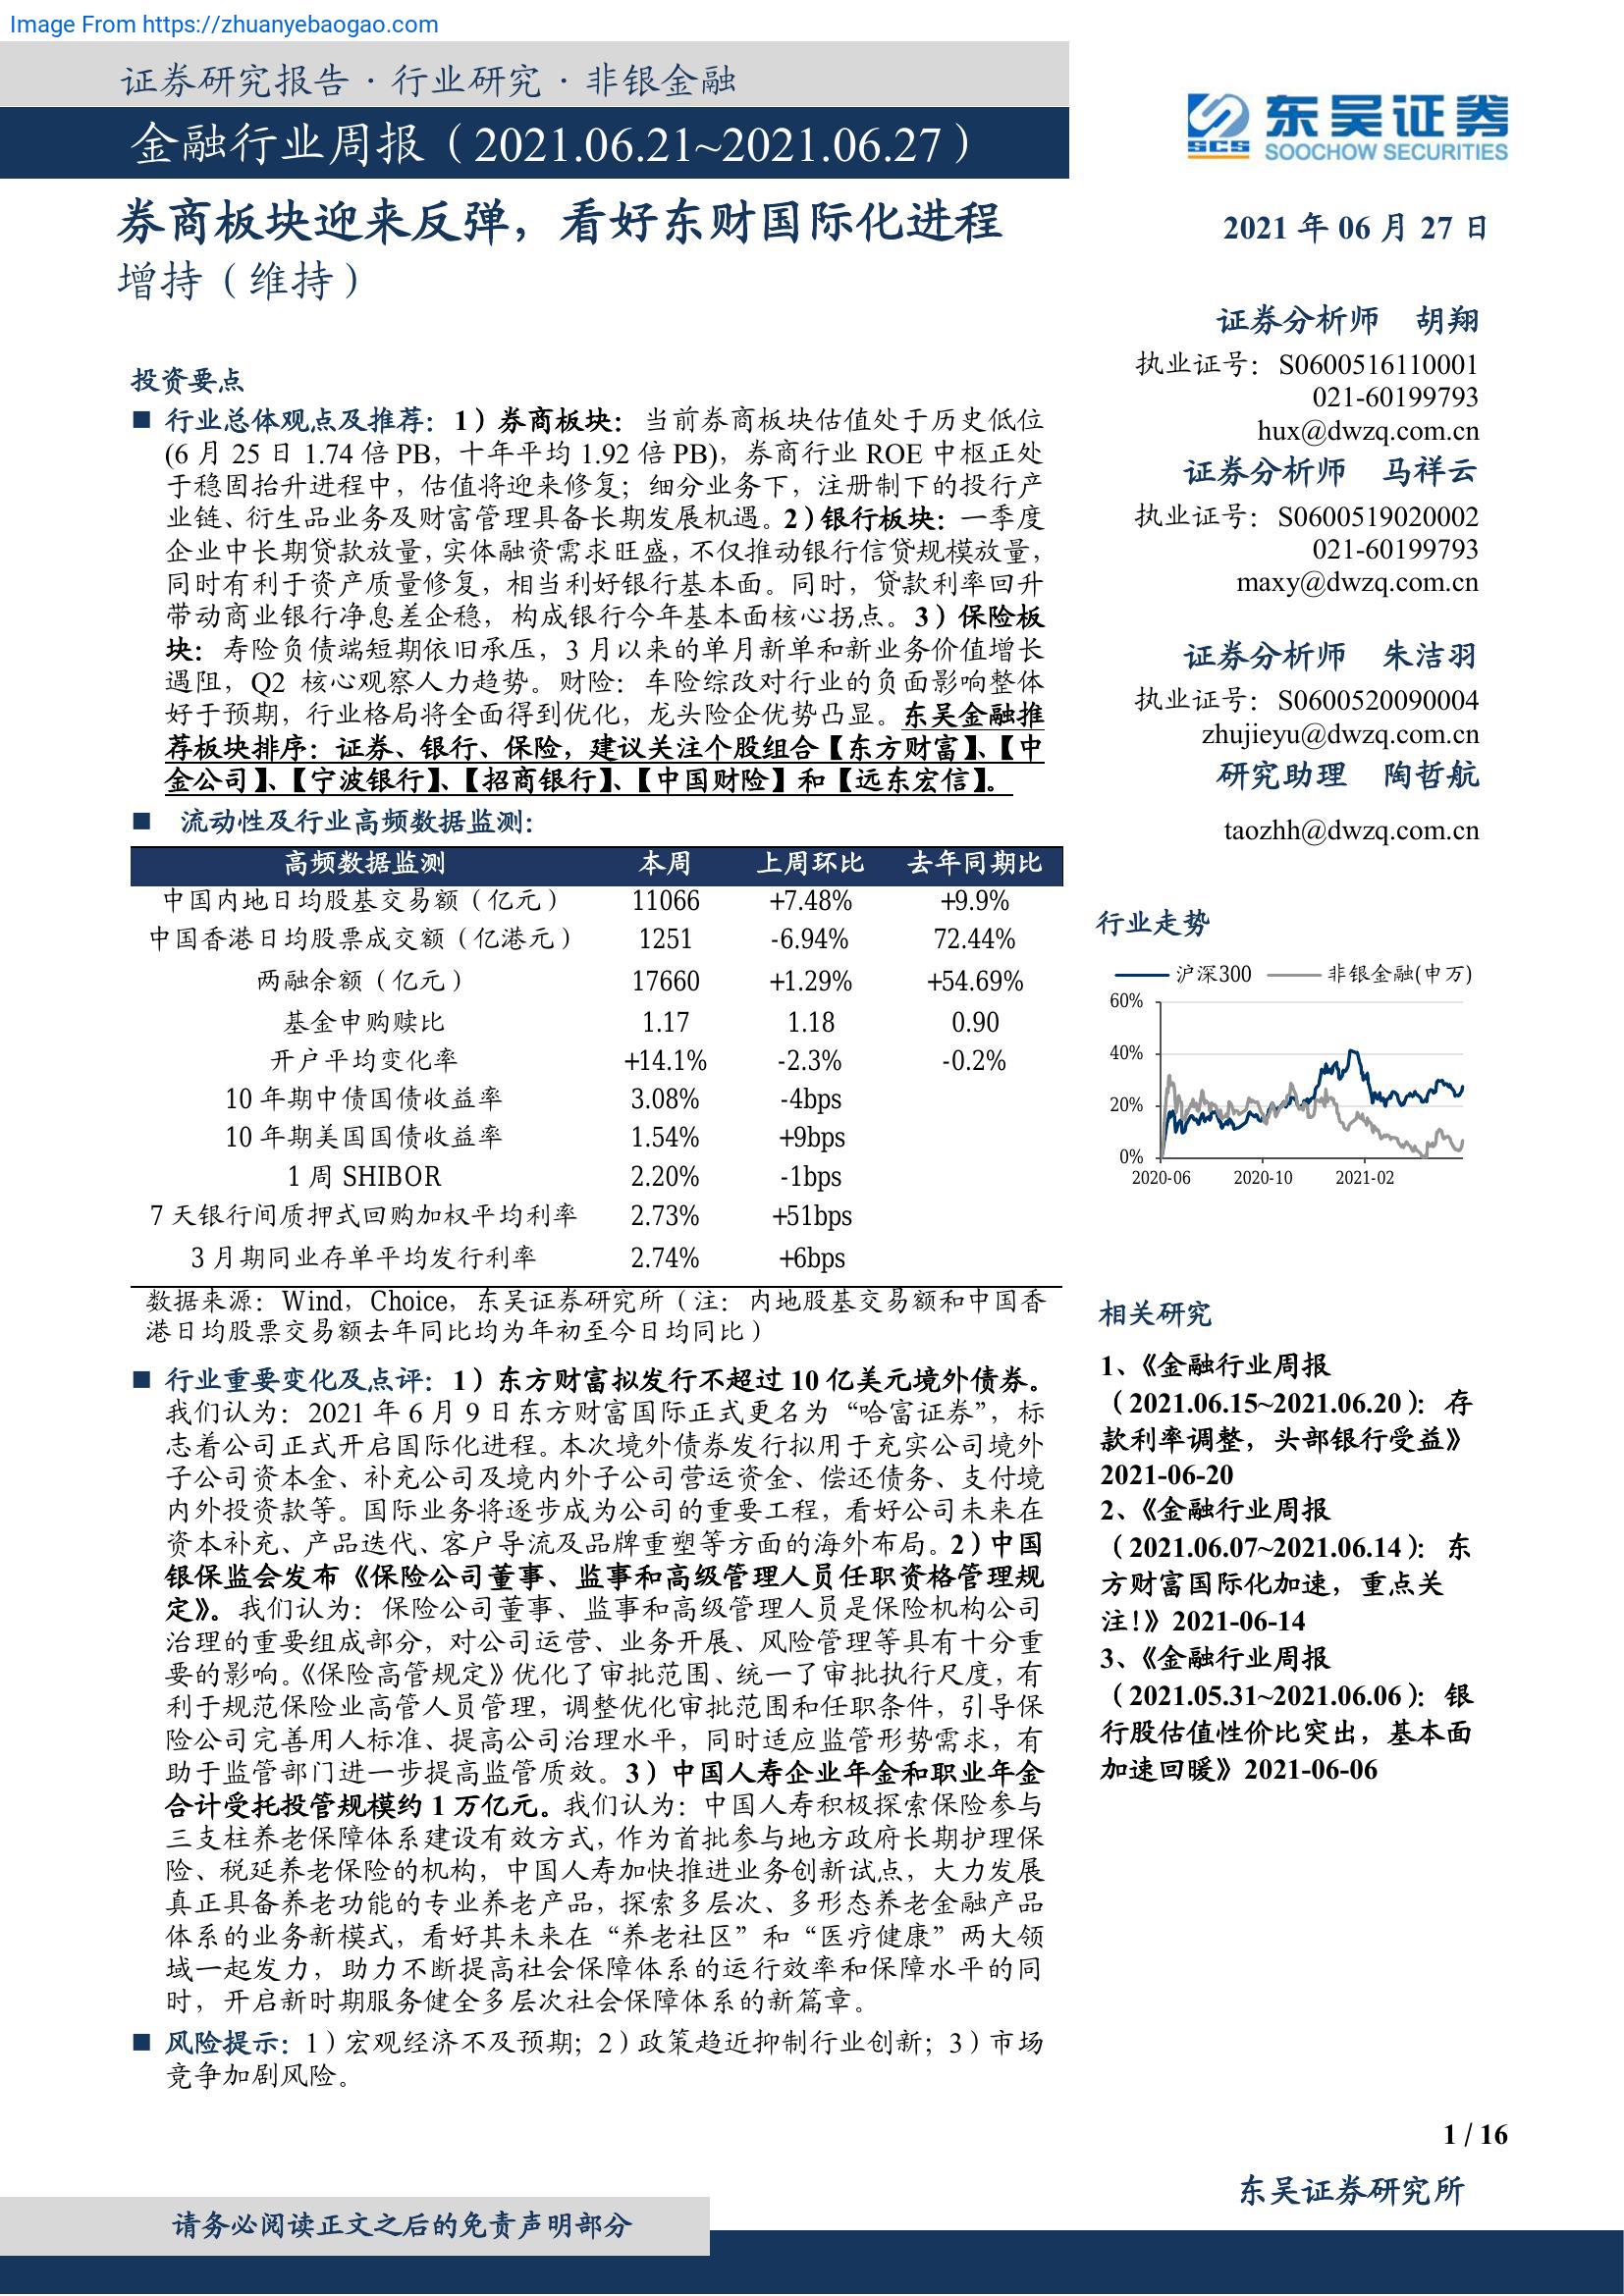 Image From https://zhuanyebaogao.com
证券研究报告·行业研究·非银金融
金融行业周报（2021.06.21~2021.06.27）
东吴证券
SCS SOOCHOW SECURITIES
券商板块迎来反弹，看好东财国际化进程
增持（维持）
投资要点
■ 行业总体观点及推荐：1）券商板块：当前券商板块估值处于历史低位
(6 月 25 日 1.74 倍 PB，十年平均 1.92 倍 PB)，券商行业 ROE 中枢正处
于稳固抬升进程中，估值将迎来修复；细分业务下，注册制下的投行产
业链、衍生品业务及财富管理具备长期发展机遇。2）银行板块：一季度
企业中长期贷款放量，实体融资需求旺盛，不仅推动银行信贷规模放量，
同时有利于资产质量修复，相当利好银行基本面。同时，贷款利率回升
带动商业银行净息差企稳，构成银行今年基本面核心拐点。3）保险板
块：寿险负债端短期依旧承压，3 月以来的单月新单和新业务价值增长
遇阻，Q2 核心观察人力趋势。财险：车险综改对行业的负面影响整体
好于预期，行业格局将全面得到优化，龙头险企优势凸显。东吴金融推
荐板块排序：证券、银行、保险，建议关注个股组合【东方财富】、【中
金公司】、【宁波银行】、【招商银行】、【中国财险】和【远东宏信】。
■ 流动性及行业高频数据监测：
高频数据监测 本周 上周环比 去年同期比
中国内地日均股基交易额（亿元） 11066 +7.48% +9.9%
中国香港日均股票成交额（亿港元） 1251 -6.94% 72.44%
两融余额（亿元） 17660 +1.29% +54.69%
基金申购赎比 1.17 1.18 0.90
开户平均变化率 +14.1% -2.3% -0.2%
10 年期中债国债收益率 3.08% -4bps
10 年期美国国债收益率 1.54% +9bps
1 周 SHIBOR 2.20% -1bps
7 天银行间质押式回购加权平均利率 2.73% +51bps
3 月期同业存单平均发行利率 2.74% +6bps
数据来源：Wind，Choice，东吴证券研究所（注：内地股基交易额和中国香
港日均股票交易额去年同比均为年初至今日均同比）
■ 行业重要变化及点评：1）东方财富拟发行不超过 10 亿美元境外债券。
我们认为：2021 年 6 月 9 日东方财富国际正式更名为“哈富证券”，标
志着公司正式开启国际化进程。本次境外债券发行拟用于充实公司境外
子公司资本金、补充公司及境内外子公司营运资金、偿还债务、支付境
内外投资款等。国际业务将逐步成为公司的重要工程，看好公司未来在
资本补充、产品迭代、客户导流及品牌重塑等方面的海外布局。2）中国
银保监会发布《保险公司董事、监事和高级管理人员任职资格管理规
定》。我们认为：保险公司董事、监事和高级管理人员是保险机构公司
治理的重要组成部分，对公司运营、业务开展、风险管理等具有十分重
要的影响。《保险高管规定》优化了审批范围、统一了审批执行尺度，有
利于规范保险业高管人员管理，调整优化审批范围和任职条件，引导保
险公司完善用人标准、提高公司治理水平，同时适应监管形势需求，有
助于监管部门进一步提高监管质效。3）中国人寿企业年金和职业年金
合计受托投管规模约 1 万亿元。我们认为：中国人寿积极探索保险参与
三支柱养老保障体系建设有效方式，作为首批参与地方政府长期护理保
险、税延养老保险的机构，中国人寿加快推进业务创新试点，大力发展
真正具备养老功能的专业养老产品，探索多层次、多形态养老金融产品
体系的业务新模式，看好其未来在“养老社区”和“医疗健康”两大领
域一起发力，助力不断提高社会保障体系的运行效率和保障水平的同
时，开启新时期服务健全多层次社会保障体系的新篇章。
■ 风险提示：1）宏观经济不及预期；2）政策趋近抑制行业创新；3）市场
竞争加剧风险。
2021 年 06 月 27 日
证券分析师 胡翔
执业证号：S0600516110001
021-60199793
hux@dwzq.com.cn
证券分析师 马祥云
执业证号：S0600519020002
021-60199793
maxy@dwzq.com.cn
证券分析师 朱洁羽
执业证号：S0600520090004
zhujieyu@dwzq.com.cn
研究助理 陶哲航
taozhh@dwzq.com.cn
行业走势
沪深300 非银金融(申万)
60%
40%
20%
0%
2020-06 2020-10 2021-02
相关研究
1、《金融行业周报
（2021.06.15~2021.06.20）：存
款利率调整，头部银行受益》
2021-06-20
2、《金融行业周报
（2021.06.07~2021.06.14）：东
方财富国际化加速，重点关
注！》2021-06-14
3、《金融行业周报
（2021.05.31~2021.06.06）：银
行股估值性价比突出，基本面
加速回暖》2021-06-06
1 / 16
东吴证券研究所
请务必阅读正文之后的免责声明部分